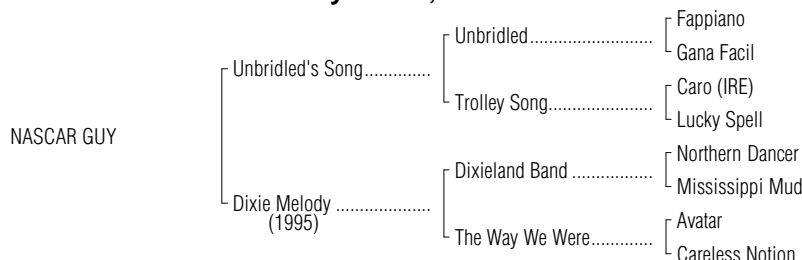 Fappiano
Unbridled
Gana Facil
Unbridled's Song
Caro (IRE)
Trolley Song
Lucky Spell
NASCAR GUY
Northern Dancer
Dixieland Band
Mississippi Mud
Dixie Melody
(1995)
Avatar
The Way We Were
Careless Notion